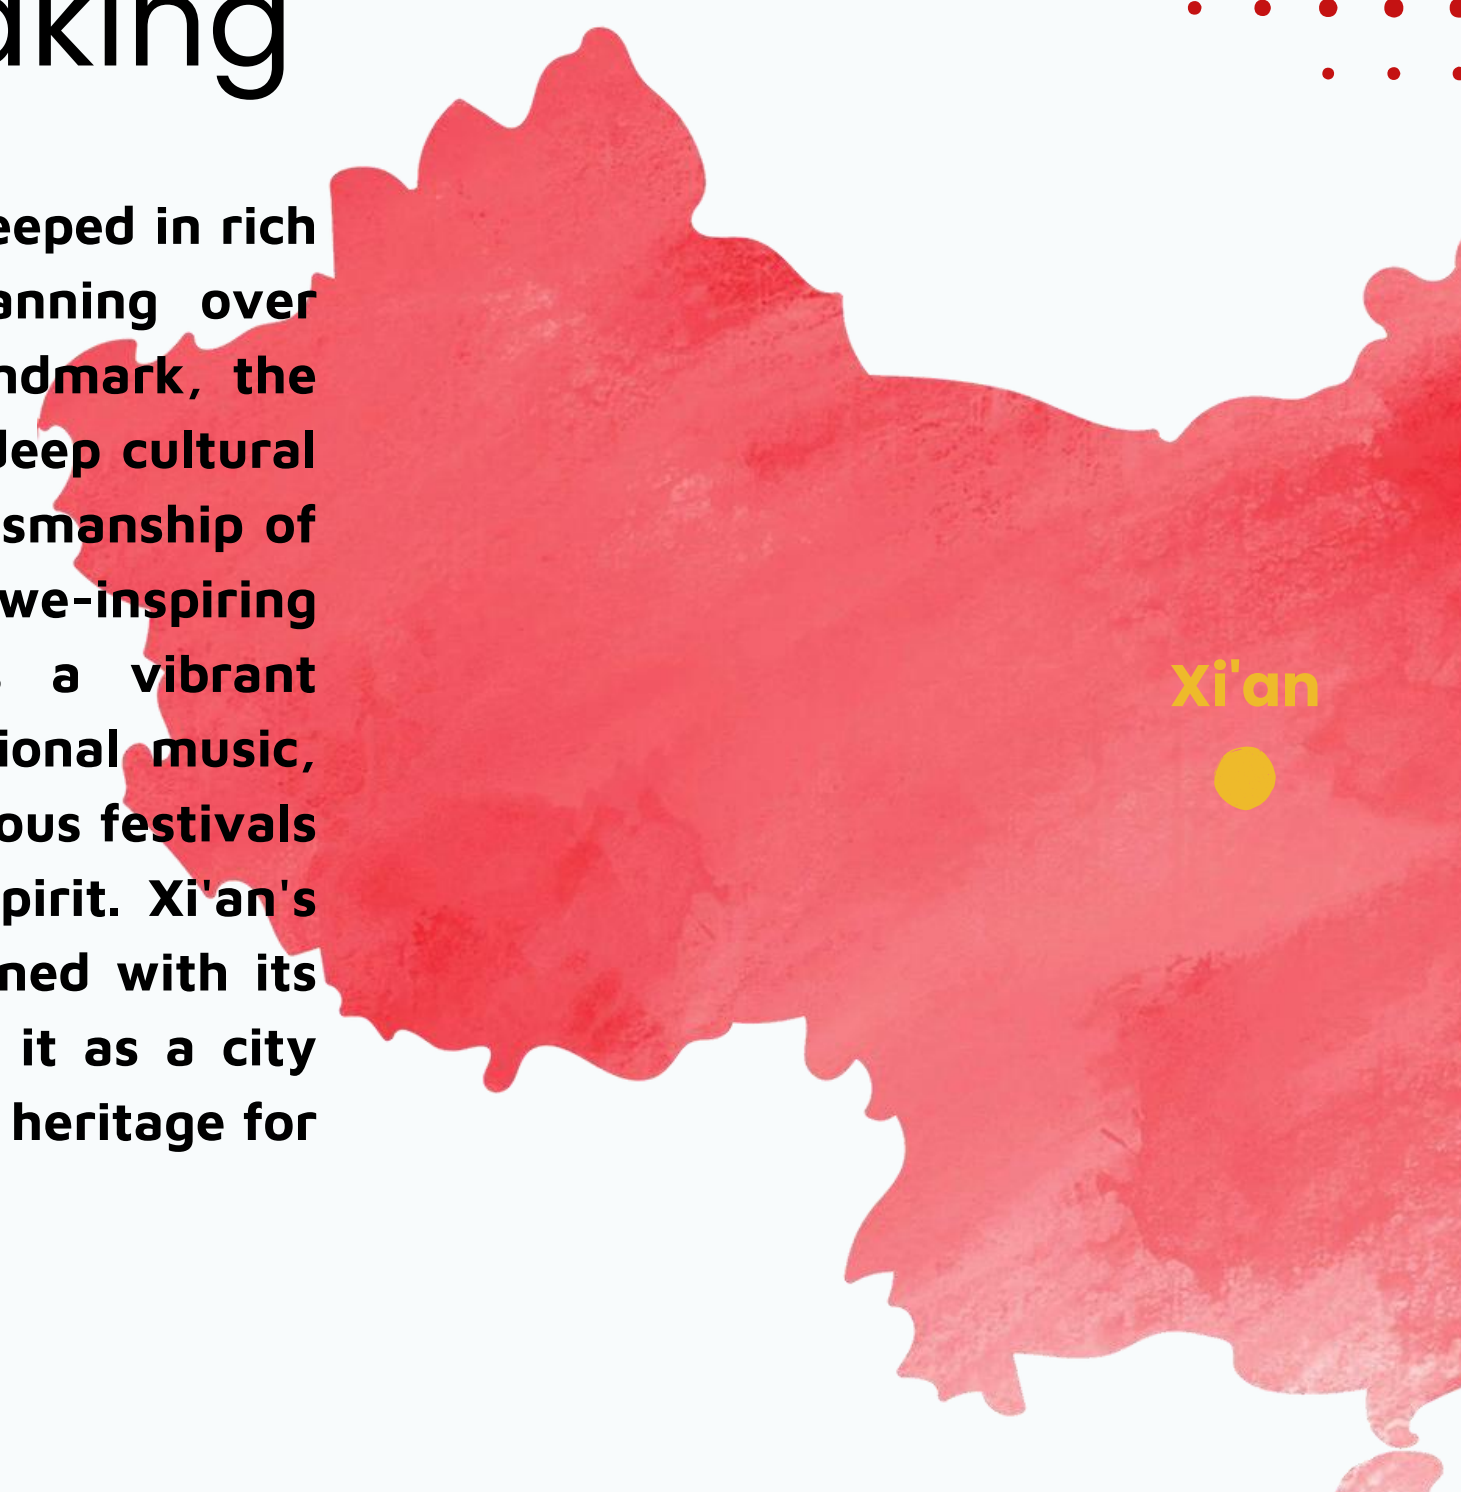 aking
eeped in rich
anning over
ndmark, the
deep cultural
smanship of
we-inspiring
a vibrant
ional music,
ous festivals
pirit. Xi'an's
ned with its
it as a city
heritage for
Xi'an